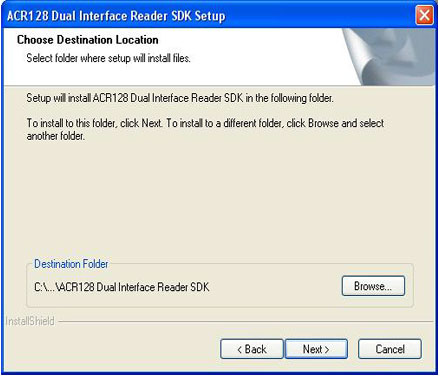 ACR128 Dual Interface Reader SDK Setup
Choose Destination Location
Select folder where setup will install files.
Setup will install ACR128 Dual Interface Reader SDK in the following folder.
To install to this folder, click Next. To install to a different folder, click Browse and select
another folder.
Destination Folder
C:\...\ACR128 Dual Interface Reader SDK
Browse...
InstallShield
< Back
Next >
Cancel